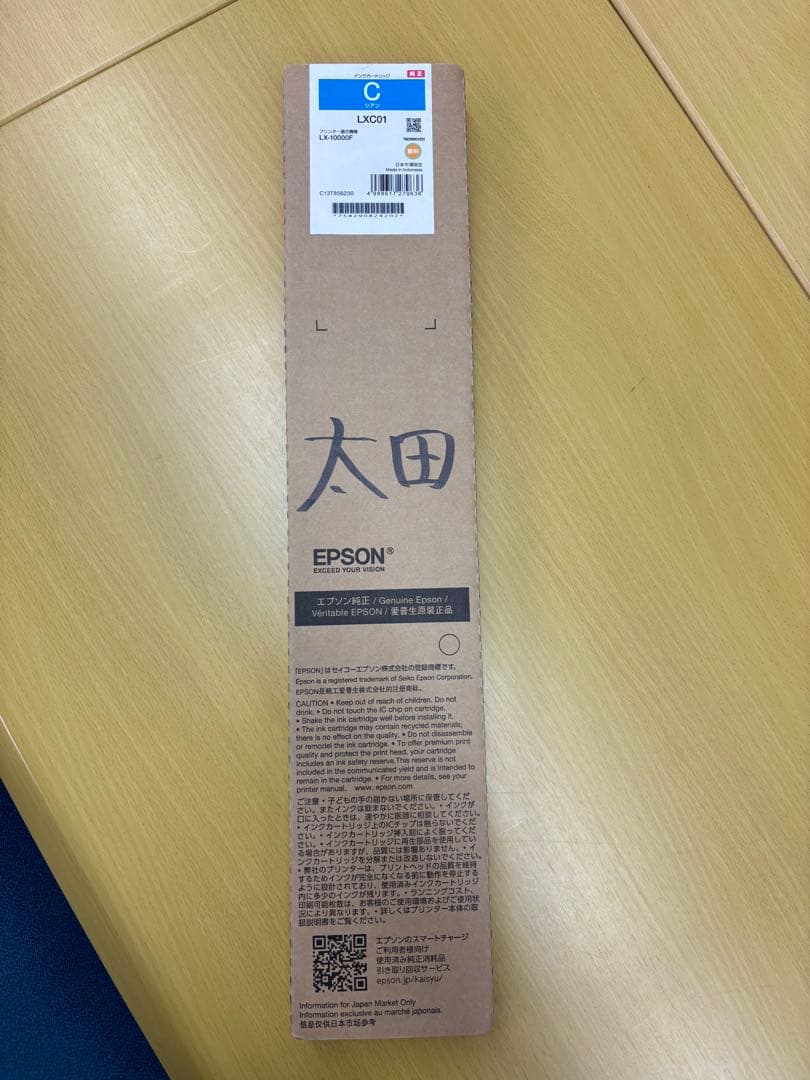 インクカートリッジ 純正
C
シアン
LXC01
プリンター適合機種
LX-10000F
顔料
日本市場限定
Made in Indonesia
C13T856230
4 988617 279636
*758290824202*
太田
EPSON®
EXCEED YOUR VISION
エプソン純正 / Genuine Epson /
Véritable EPSON / 爱普生原装正品
「EPSON」はセイコーエプソン株式会社の登録商標です。
Epson is a registered trademark of Seiko Epson Corporation.
EPSON是精工爱普生株式会社的注册商标。
CAUTION • Keep out of reach of children. Do not
drink. • Do not touch the IC chip on cartridge.
• Shake the ink cartridge well before installing it.
• The ink cartridge may contain recycled materials;
there is no effect on the quality. • Do not disassemble
or remodel the ink cartridge. • To offer premium print
quality and protect the print head, your cartridge
includes an ink safety reserve.This reserve is not
included in the communicated yield and is intended to
remain in the cartridge. • For more details, see your
printer manual. www. epson.com
ご注意・子どもの手の届かない場所に保管してくだ
さい。またインクは飲まないでください。・インクが
口に入ったときは、速やかに医師に相談してください。
・インクカートリッジ上のICチップは触らないでくだ
さい。・インクカートリッジ挿入前によく振ってくだ
さい。・インクカートリッジに再生部品を使用してい
る場合がありますが、品質には影響ありません。・イ
ンクカートリッジを分解または改造しないでください。
・弊社のプリンターは、プリントヘッドの品質を維持
するためインクが完全になくなる前に動作を停止する
ように設計されており、使用済みインクカートリッジ
内に多少のインクが残ります。・ランニングコスト、
印刷可能枚数は、お客様のご使用環境およびご使用状
況により異なります。・詳しくはプリンター本体の取
扱説明書をご覧ください。
エプソンのスマートチャージ
ご利用者様向け
使用済み純正消耗品
引き取り回収サービス
epson.jp/kaisyu/
Information for Japan Market Only
Information exclusive au marché japonais.
信息仅供日本市场参考